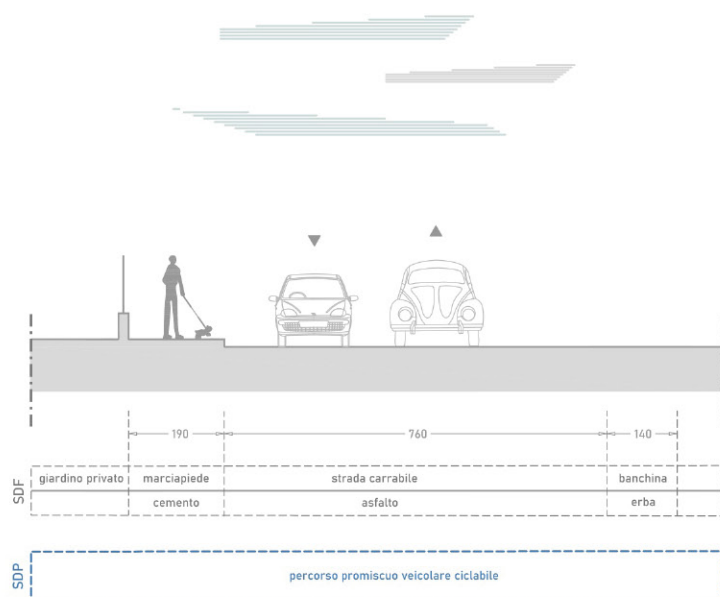 190 760 140
SDF
giardino privato marciapiede strada carrabile banchina
cemento asfalto erba
SDP
percorso promiscuo veicolare ciclabile